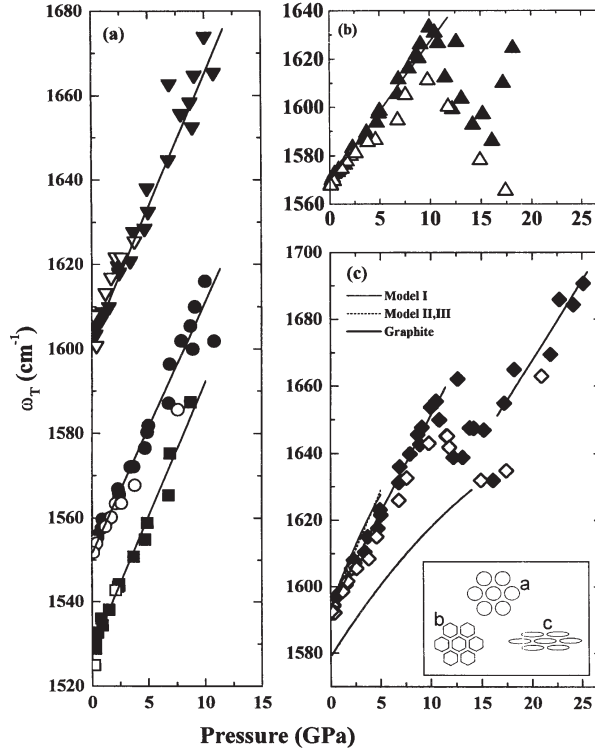 (a)
1680
1660
1640
1620
1600
1580
1560
1540
1520
0 5 10 15
ω_T (cm⁻¹)
(b)
1640
1620
1600
1580
1560
0 5 10 15 20 25
(c)
1700
1680
1660
1640
1620
1600
1580
Model I
Model II,III
Graphite
a
b
c
0 5 10 15 20 25
Pressure (GPa)